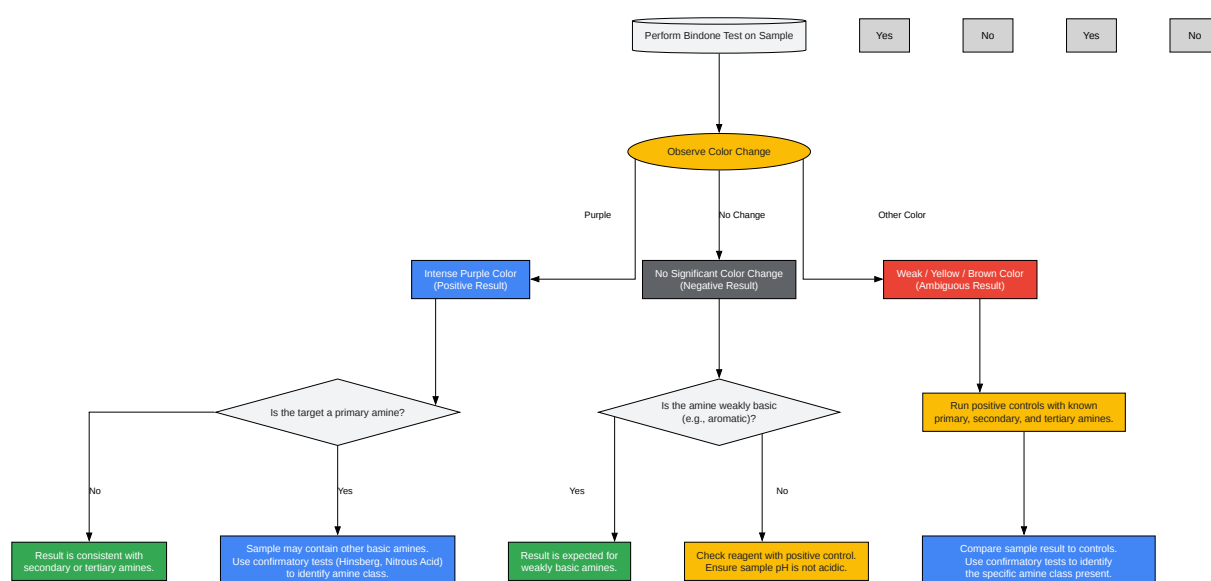 Perform Bindone Test on Sample
Yes
No
Yes
No
Observe Color Change
Purple
No Change
Other Color
Intense Purple Color
(Positive Result)
No Significant Color Change
(Negative Result)
Weak / Yellow / Brown Color
(Ambiguous Result)
Is the target a primary amine?
Is the amine weakly basic
(e.g., aromatic)?
Run positive controls with known
primary, secondary, and tertiary amines.
No
Yes
Yes
No
Result is consistent with
secondary or tertiary amines.
Sample may contain other basic amines.
Use confirmatory tests (Hinsberg, Nitrous Acid)
to identify amine class.
Result is expected for
weakly basic amines.
Check reagent with positive control.
Ensure sample pH is not acidic.
Compare sample result to controls.
Use confirmatory tests to identify
the specific amine class present.